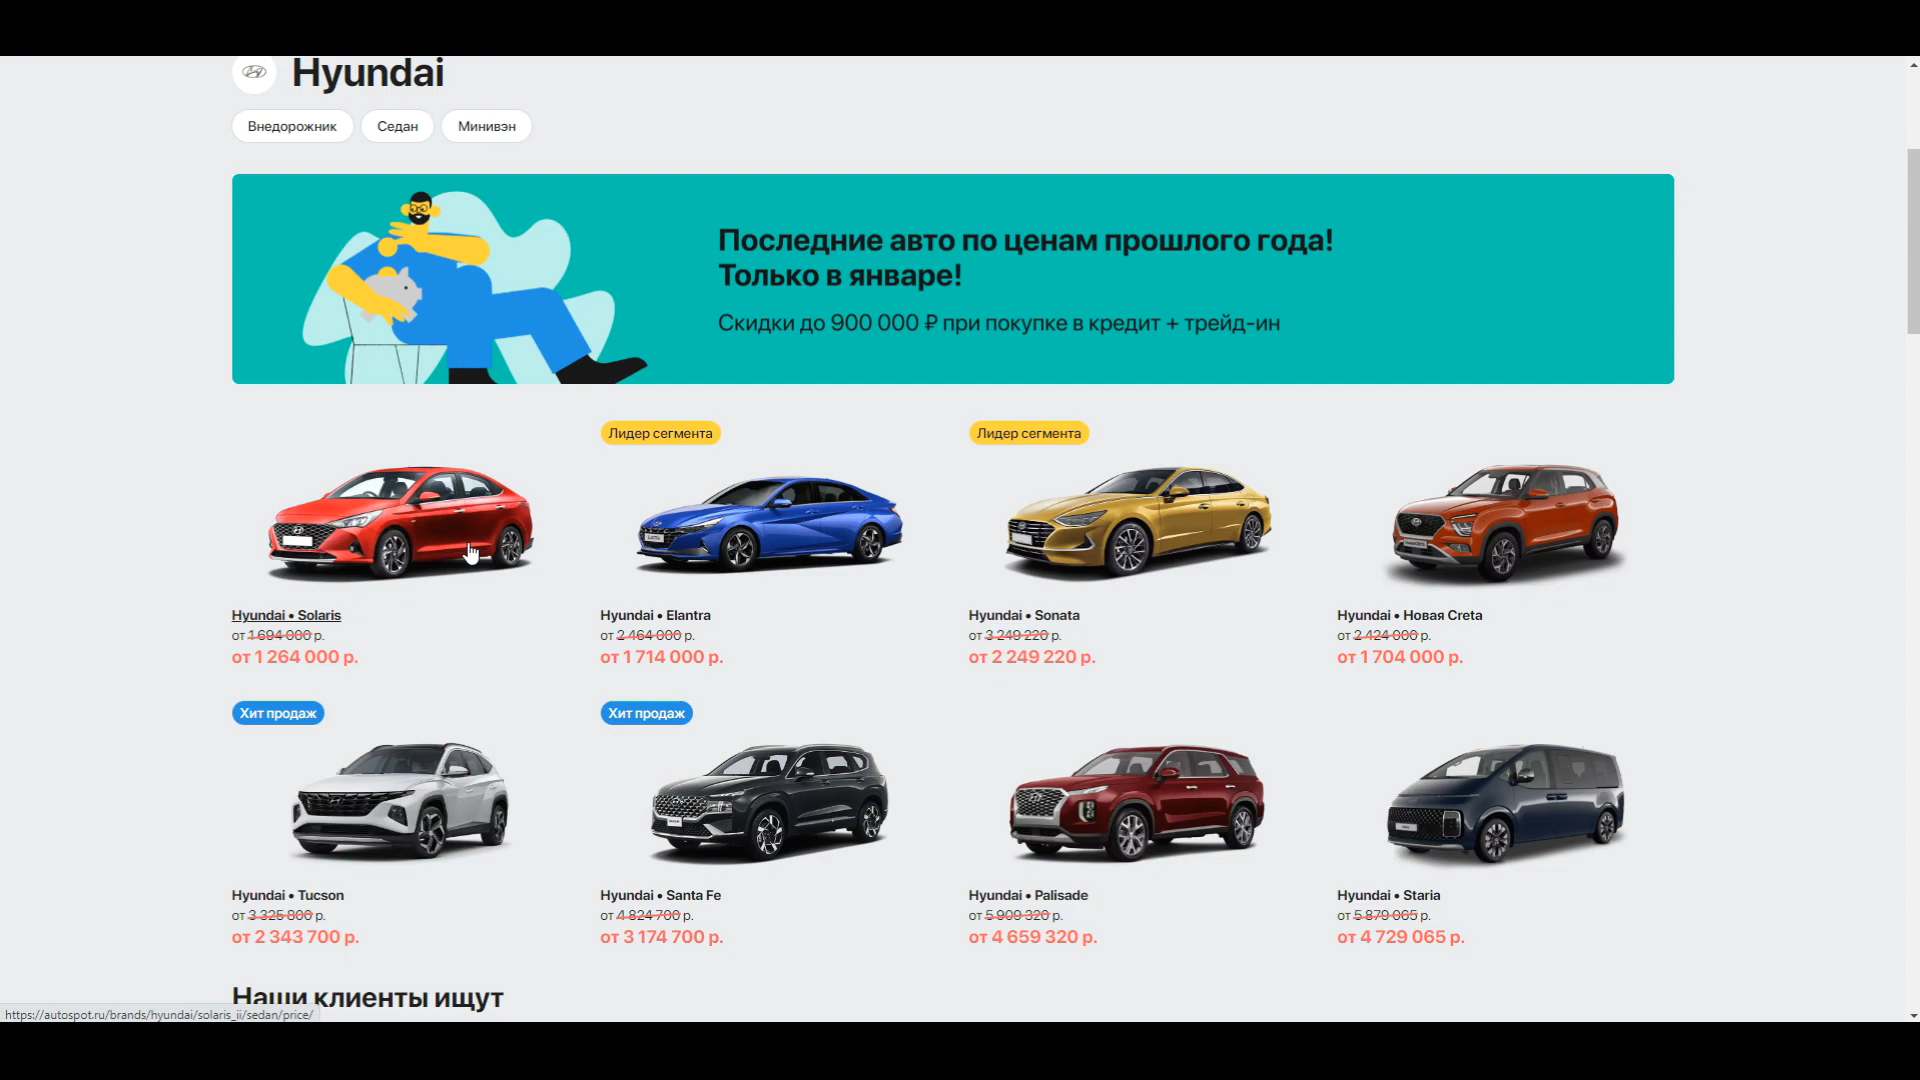 Hyundai
Внедорожник Седан Минивэн
Последние авто по ценам прошлого года!
Только в январе!
Скидки до 900 000 ₽ при покупке в кредит + трейд-ин
Лидер сегмента
Лидер сегмента
Hyundai • Solaris
от 1 694 000 р.
от 1 264 000 р.
Hyundai • Elantra
от 2 464 000 р.
от 1 714 000 р.
Hyundai • Sonata
от 3 249 220 р.
от 2 249 220 р.
Hyundai • Новая Creta
от 2 424 000 р.
от 1 704 000 р.
Хит продаж
Хит продаж
Hyundai • Tucson
от 3 325 800 р.
от 2 343 700 р.
Hyundai • Santa Fe
от 4 824 700 р.
от 3 174 700 р.
Hyundai • Palisade
от 5 909 320 р.
от 4 659 320 р.
Hyundai • Staria
от 5 879 065 р.
от 4 729 065 р.
Наши клиенты ищут
https://autospot.ru/brands/hyundai/solaris_ii/sedan/price/